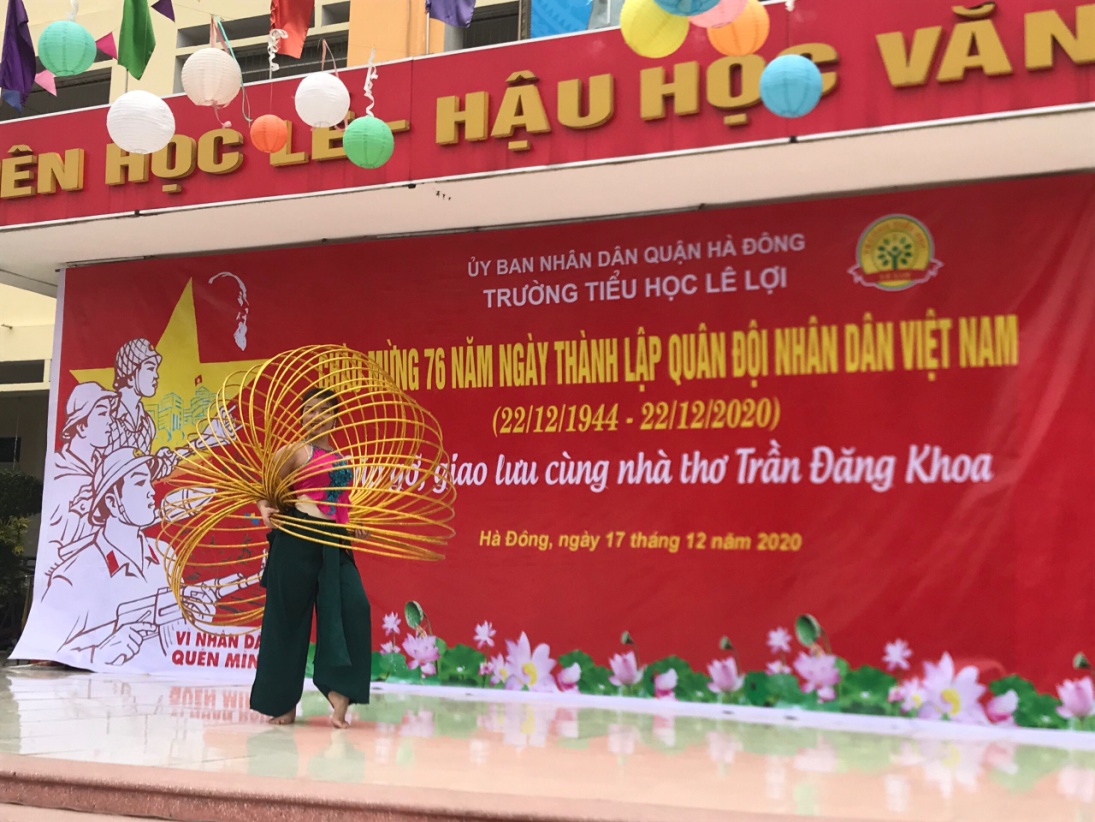 ÊN HỌC LỄ - HẬU HỌC VĂN
ỦY BAN NHÂN DÂN QUẬN HÀ ĐÔNG
TRƯỜNG TIỂU HỌC LÊ LỢI
MỪNG 76 NĂM NGÀY THÀNH LẬP QUÂN ĐỘI NHÂN DÂN VIỆT NAM
(22/12/1944 - 22/12/2020)
gỡ, giao lưu cùng nhà thơ Trần Đăng Khoa
Hà Đông, ngày 17 tháng 12 năm 2020
VÌ NHÂN DÂ
QUÊN MÌN